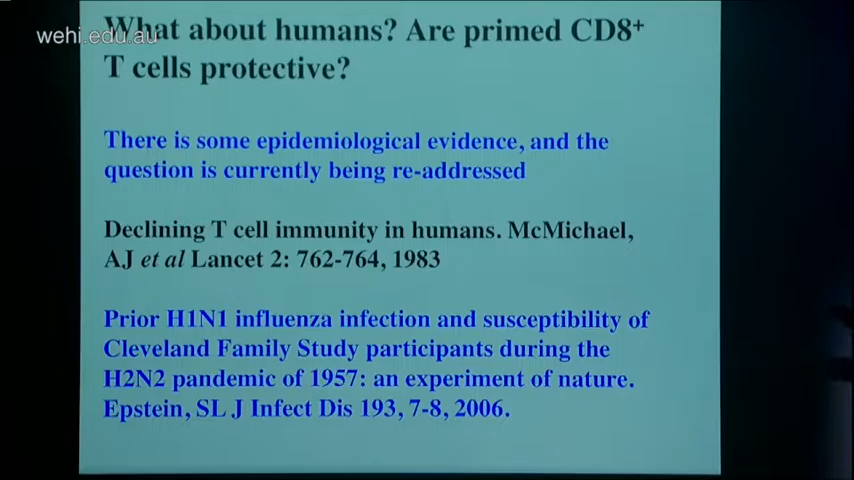 wehi.edu.au
What about humans? Are primed CD8+
T cells protective?
There is some epidemiological evidence, and the
question is currently being re-addressed
Declining T cell immunity in humans. McMichael,
AJ et al Lancet 2: 762-764, 1983
Prior H1N1 influenza infection and susceptibility of
Cleveland Family Study participants during the
H2N2 pandemic of 1957: an experiment of nature.
Epstein, SL J Infect Dis 193, 7-8, 2006.